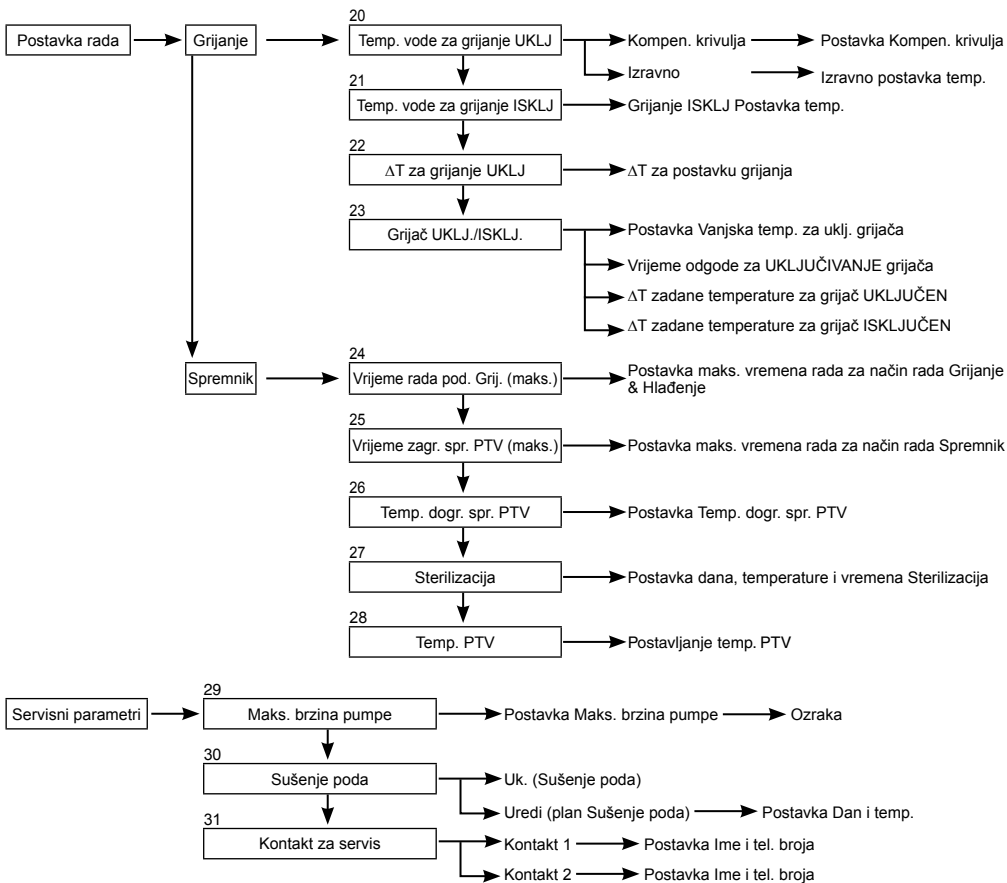 20
Postavka rada
Grijanje
Temp. vode za grijanje UKLJ
Kompen. krivulja
Postavka Kompen. krivulja
Izravno
Izravno postavka temp.
21
Temp. vode za grijanje ISKLJ
Grijanje ISKLJ Postavka temp.
22
∆T za grijanje UKLJ
∆T za postavku grijanja
23
Grijač UKLJ./ISKLJ.
Postavka Vanjska temp. za uklj. grijača
Vrijeme odgode za UKLJUČIVANJE grijača
∆T zadane temperature za grijač UKLJUČEN
∆T zadane temperature za grijač ISKLJUČEN
24
Spremnik
Vrijeme rada pod. Grij. (maks.)
Postavka maks. vremena rada za način rada Grijanje
& Hlađenje
25
Vrijeme zagr. spr. PTV (maks.)
Postavka maks. vremena rada za način rada Spremnik
26
Temp. dogr. spr. PTV
Postavka Temp. dogr. spr. PTV
27
Sterilizacija
Postavka dana, temperature i vremena Sterilizacija
28
Temp. PTV
Postavljanje temp. PTV
29
Servisni parametri
Maks. brzina pumpe
Postavka Maks. brzina pumpe
Ozraka
30
Sušenje poda
Uk. (Sušenje poda)
Uredi (plan Sušenje poda)
Postavka Dan i temp.
31
Kontakt za servis
Kontakt 1
Postavka Ime i tel. broja
Kontakt 2
Postavka Ime i tel. broja